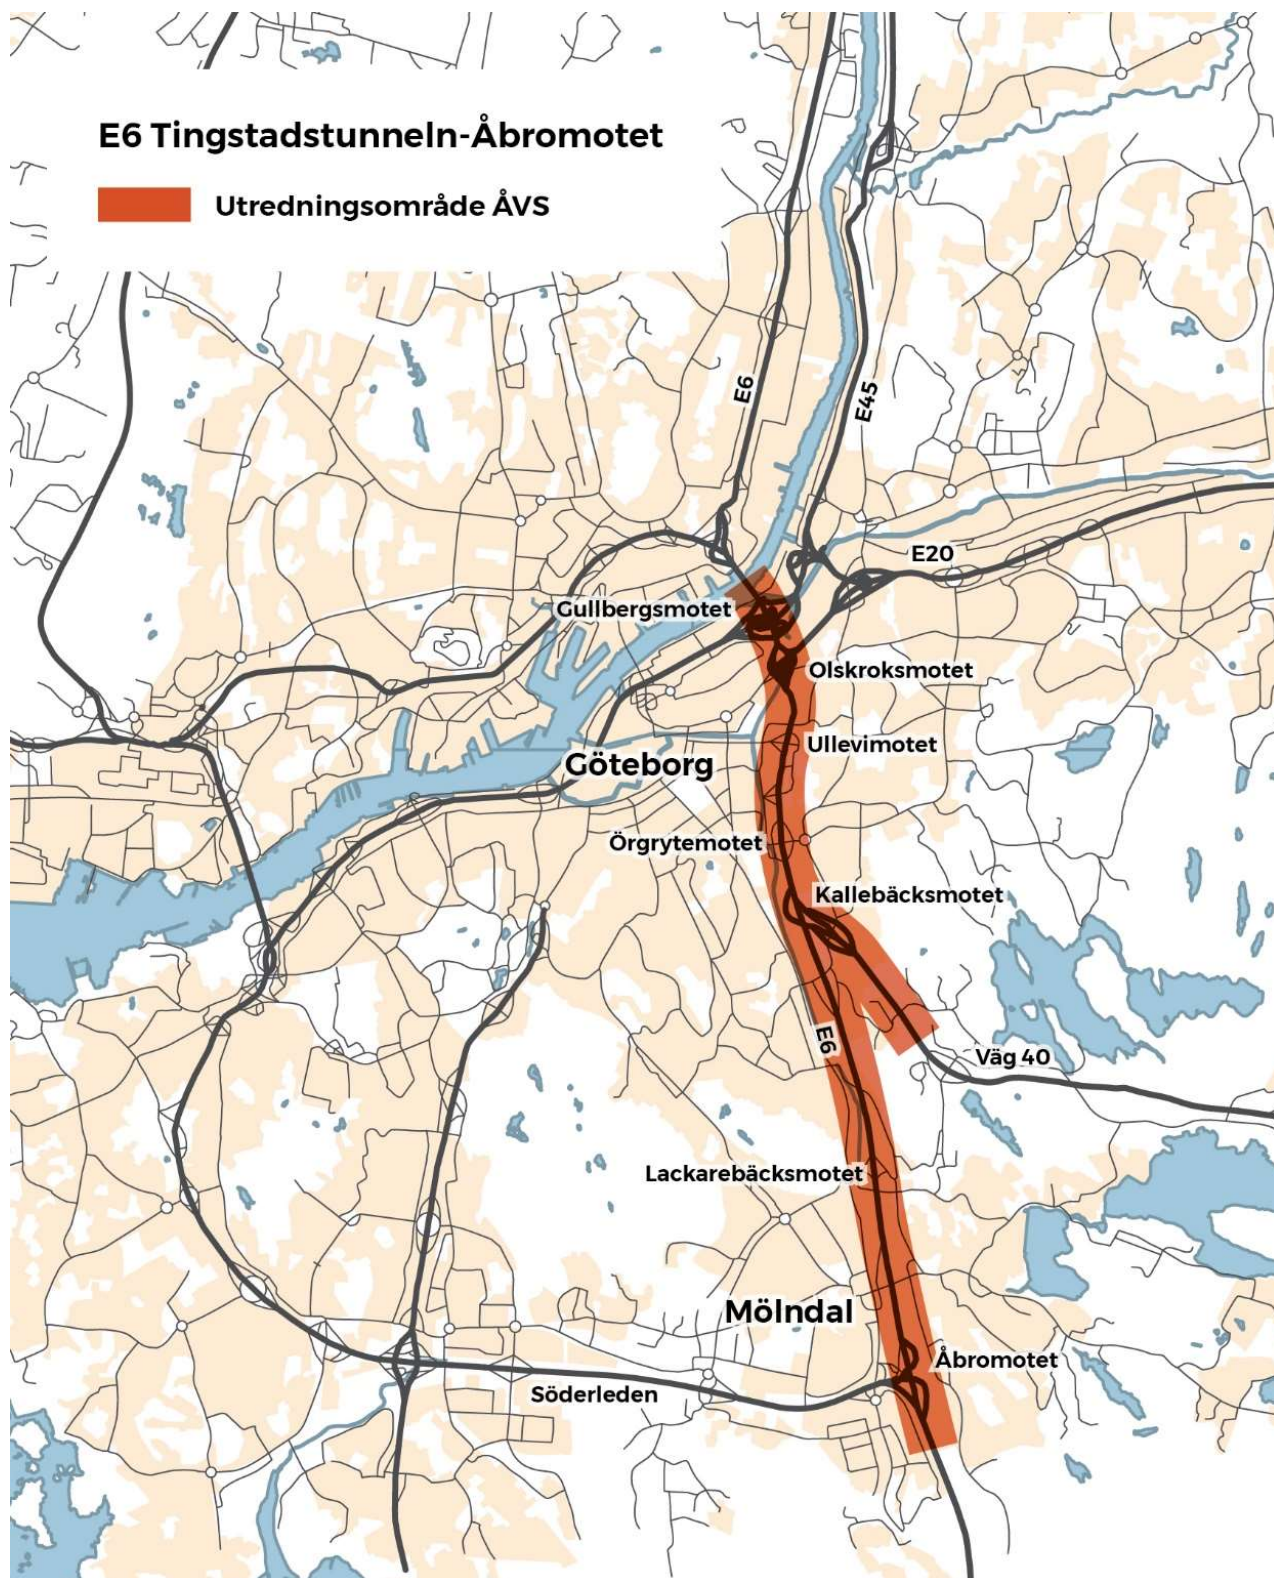 E6 Tingstadstunneln-Åbromotet
Utredningsområde ÅVS
E6
E45
E20
Gullbergsmotet
Olskroksmotet
Ullevimotet
Göteborg
Örgrytemotet
Kallebäcksmotet
E6
Väg 40
Lackarebäcksmotet
Mölndal
Åbromotet
Söderleden